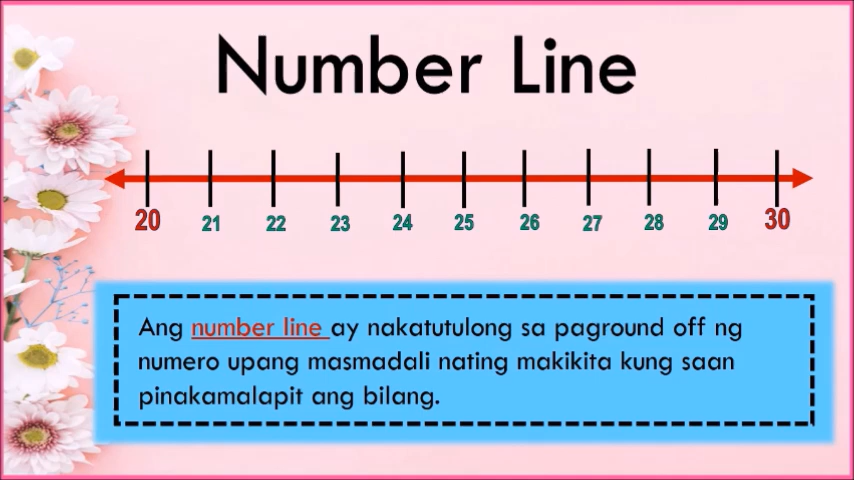 Number Line
20 21 22 23 24 25 26 27 28 29 30
Ang number line ay nakatutulong sa paground off ng
numero upang masmadali nating makikita kung saan
pinakamalapit ang bilang.